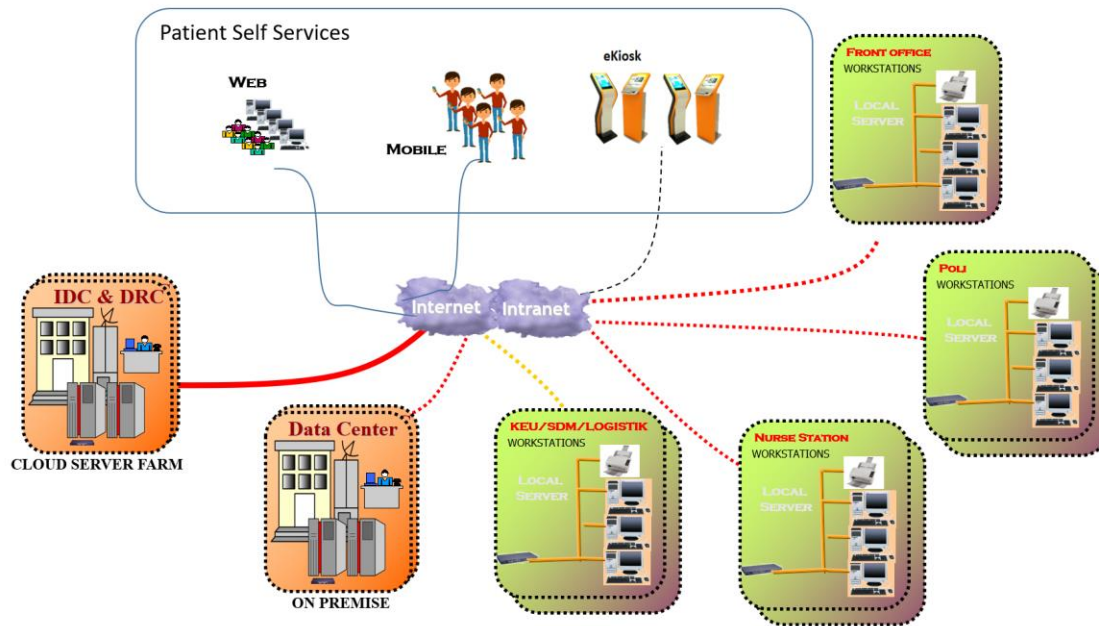 Patient Self Services
WEB
MOBILE
eKiosk
FRONT OFFICE
WORKSTATIONS
LOCAL
SERVER
Internet
Intranet
IDC & DRC
CLOUD SERVER FARM
POLI
WORKSTATIONS
LOCAL
SERVER
Data Center
ON PREMISE
KEU/SDM/LOGISTIK
WORKSTATIONS
LOCAL
SERVER
NURSE STATION
WORKSTATIONS
LOCAL
SERVER